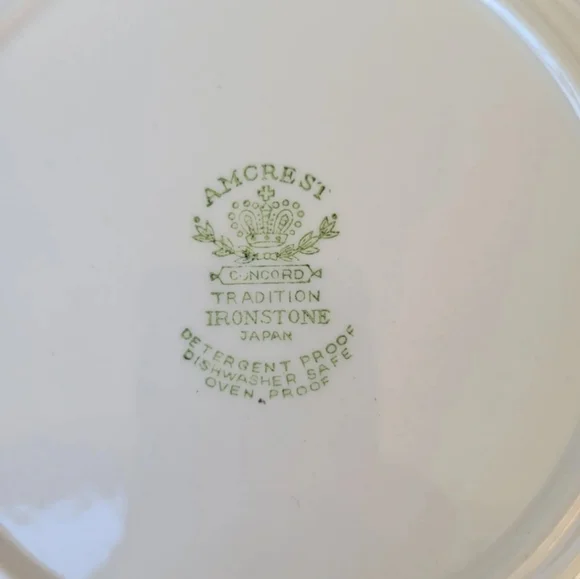 AMCREST
CONCORD
TRADITION
IRONSTONE
JAPAN
DETERGENT PROOF
DISHWASHER SAFE
OVEN PROOF